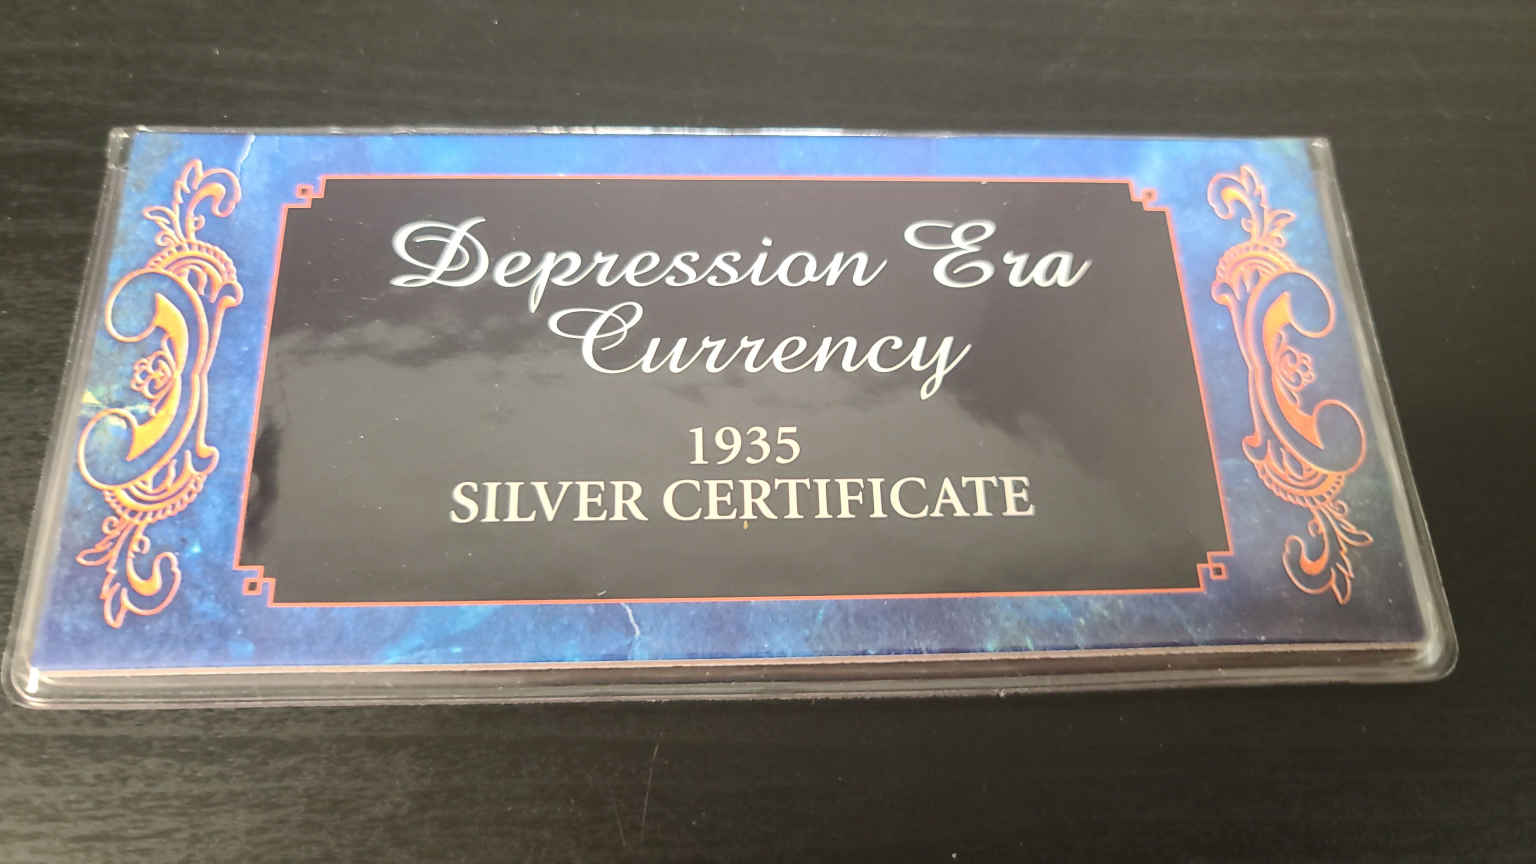 Depression Era
Currency
1935
SILVER CERTIFICATE